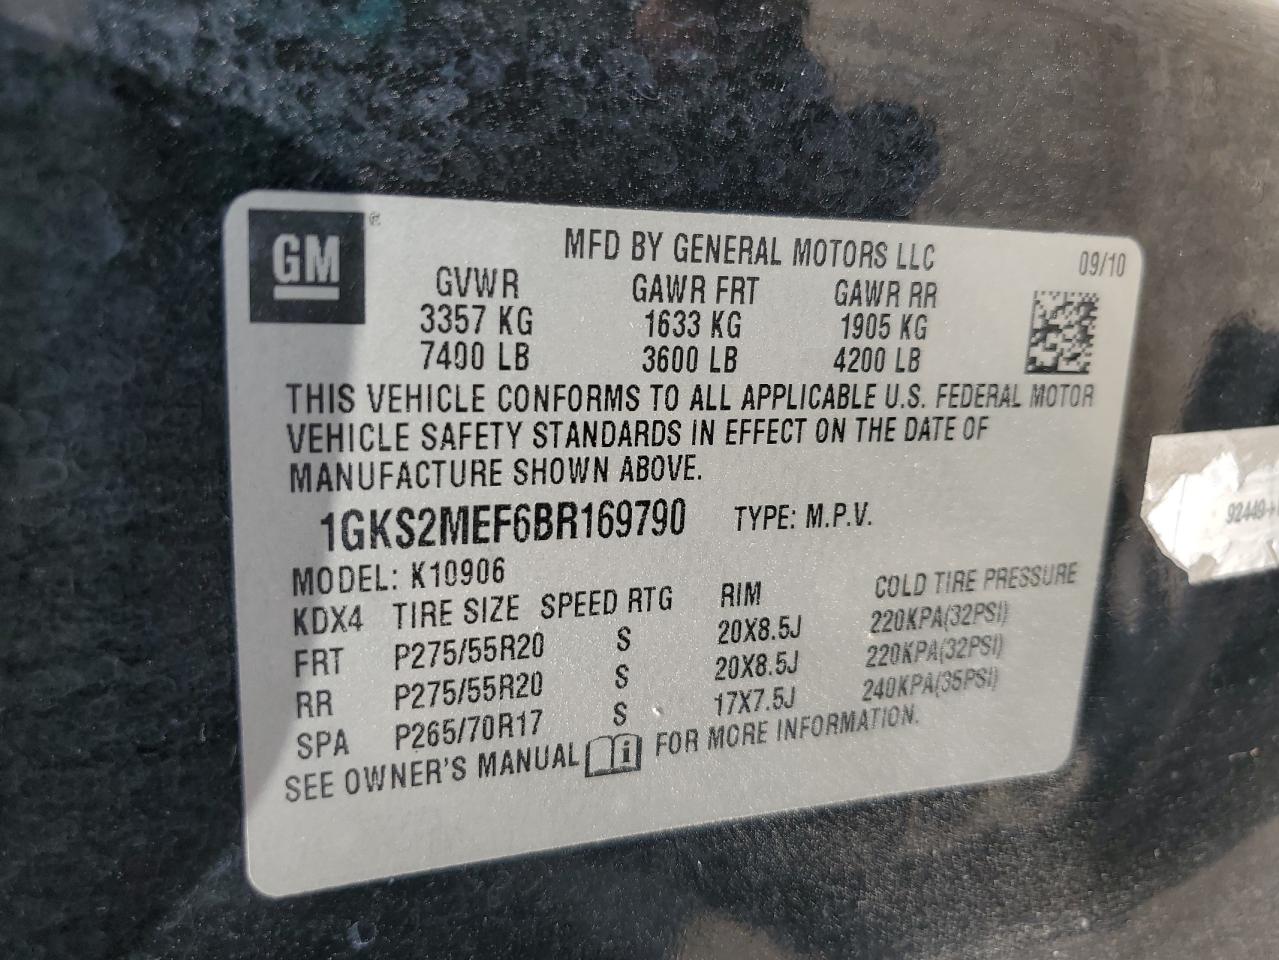 GM ®
MFD BY GENERAL MOTORS LLC 09/10
GVWR GAWR FRT GAWR RR
3357 KG 1633 KG 1905 KG
7400 LB 3600 LB 4200 LB
THIS VEHICLE CONFORMS TO ALL APPLICABLE U.S. FEDERAL MOTOR
VEHICLE SAFETY STANDARDS IN EFFECT ON THE DATE OF
MANUFACTURE SHOWN ABOVE.
1GKS2MEF6BR169790 TYPE: M.P.V.
MODEL: K10906
KDX4 TIRE SIZE SPEED RTG RIM COLD TIRE PRESSURE
FRT P275/55R20 S 20X8.5J 220KPA(32PSI)
RR P275/55R20 S 20X8.5J 220KPA(32PSI)
SPA P265/70R17 S 17X7.5J 240KPA(35PSI)
SEE OWNER'S MANUAL i FOR MORE INFORMATION.